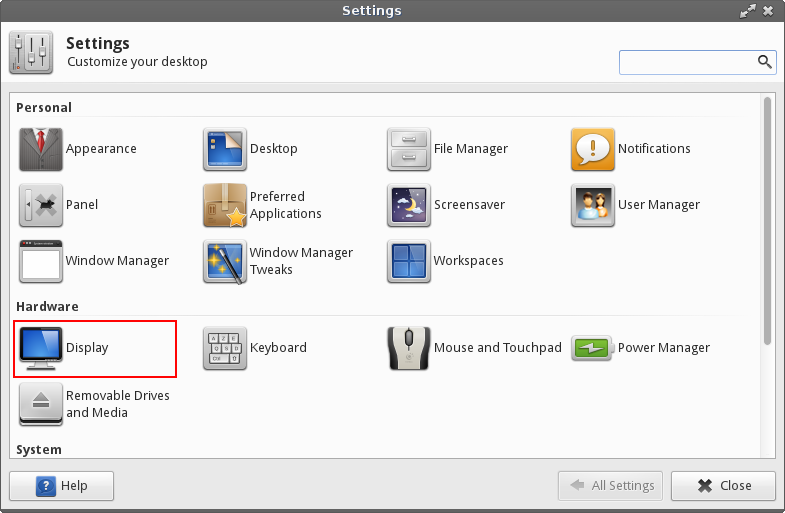 Settings
Settings
Customize your desktop
Personal
Appearance
Desktop
File Manager
Notifications
Panel
Preferred
Applications
Screensaver
User Manager
Window Manager
Window Manager
Tweaks
Workspaces
Hardware
Display
Keyboard
Mouse and Touchpad
Power Manager
Removable Drives
and Media
System
Help
All Settings
Close